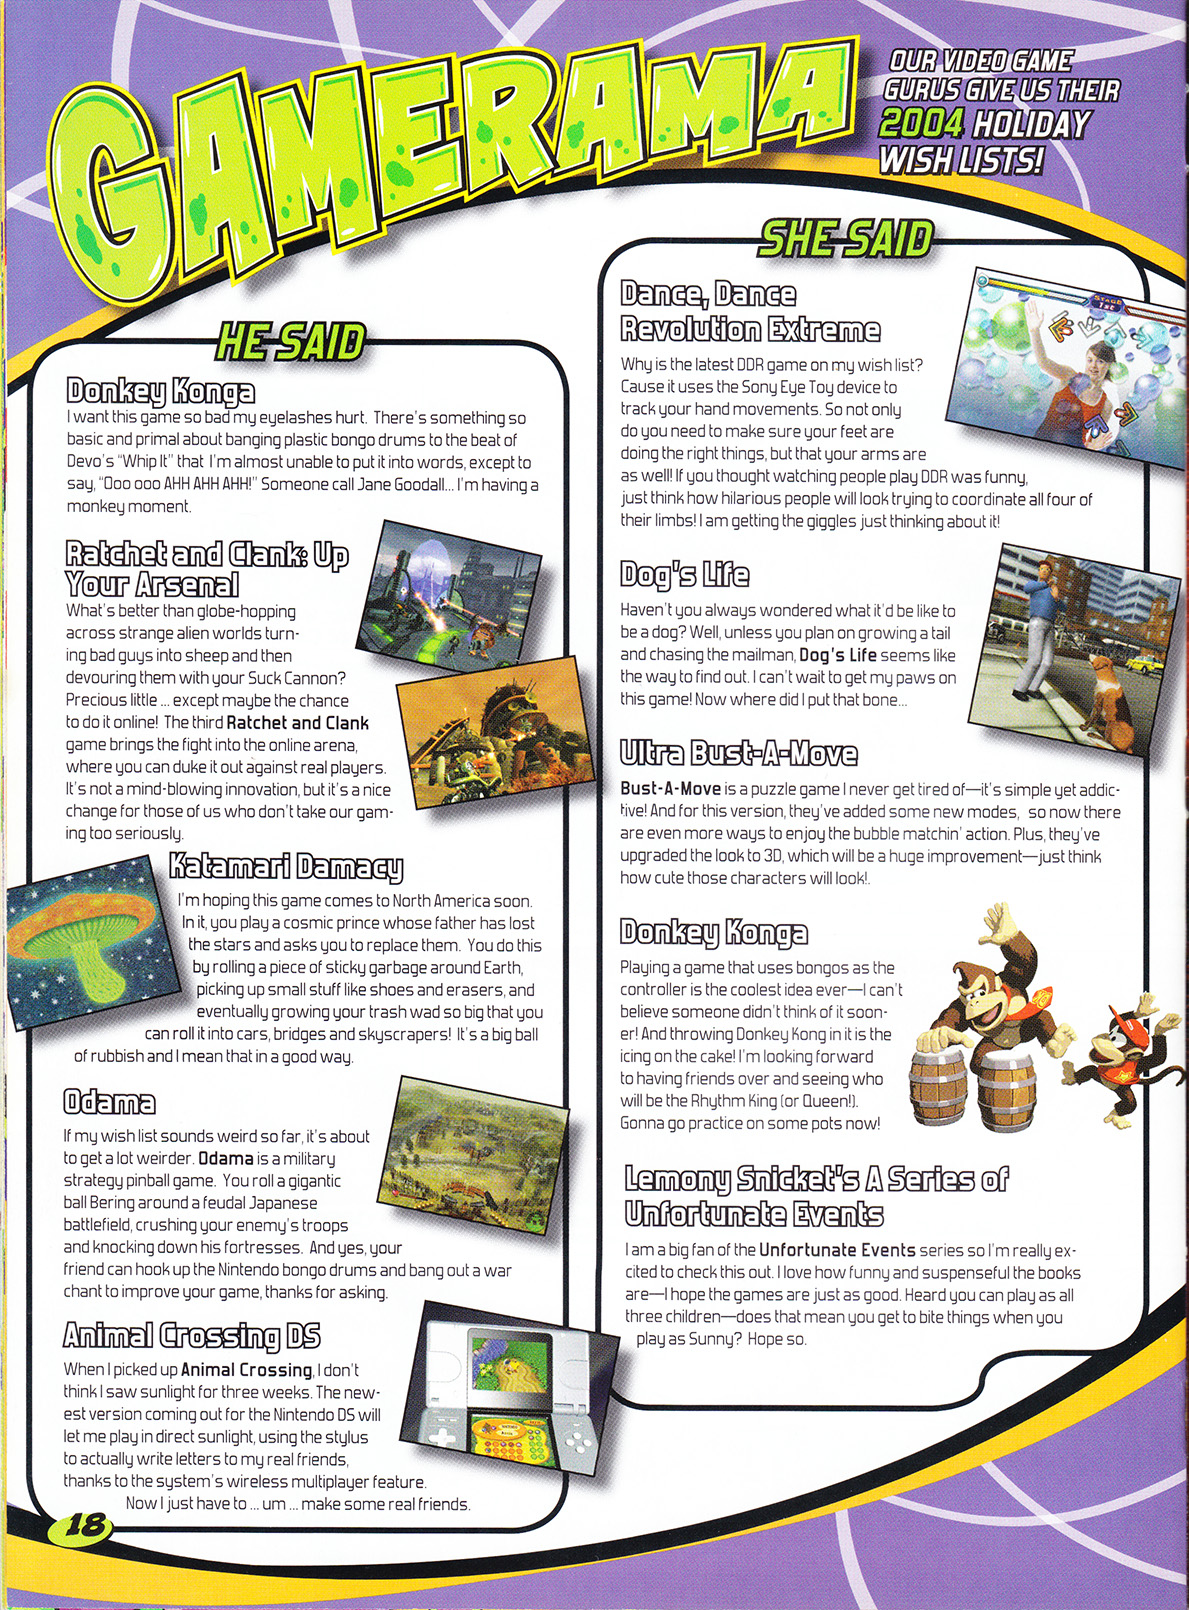 GAMERAMA
OUR VIDEO GAME
GURUS GIVE US THEIR
2004 HOLIDAY
WISH LISTS!
HE SAID
Donkey Konga
I want this game so bad my eyelashes hurt. There's something so
basic and primal about banging plastic bongo drums to the beat of
Devo's "Whip It" that I'm almost unable to put it into words, except to
say, "Ooo ooo AHH AHH AHH!" Someone call Jane Goodall... I'm having a
monkey moment.
Ratchet and Clank: Up
Your Arsenal
What's better than globe-hopping
across strange alien worlds turn-
ing bad guys into sheep and then
devouring them with your Suck Cannon?
Precious little ... except maybe the chance
to do it online! The third Ratchet and Clank
game brings the fight into the online arena,
where you can duke it out against real players.
It's not a mind-blowing innovation, but it's a nice
change for those of us who don't take our gam-
ing too seriously.
Katamari Damacy
I'm hoping this game comes to North America soon.
In it, you play a cosmic prince whose father has lost
the stars and asks you to replace them. You do this
by rolling a piece of sticky garbage around Earth,
picking up small stuff like shoes and erasers, and
eventually growing your trash wad so big that you
can roll it into cars, bridges and skyscrapers! It's a big ball
of rubbish and I mean that in a good way.
Odama
If my wish list sounds weird so far, it's about
to get a lot weirder. Odama is a military
strategy pinball game. You roll a gigantic
ball Bering around a feudal Japanese
battlefield, crushing your enemy's troops
and knocking down his fortresses. And yes, your
friend can hook up the Nintendo bongo drums and bang out a war
chant to improve your game, thanks for asking.
Animal Crossing DS
When I picked up Animal Crossing, I don't
think I saw sunlight for three weeks. The new-
est version coming out for the Nintendo DS will
let me play in direct sunlight, using the stylus
to actually write letters to my real friends,
thanks to the system's wireless multiplayer feature.
Now I just have to ... um ... make some real friends.
18
SHE SAID
Dance, Dance
Revolution Extreme
Why is the latest DDR game on my wish list?
Cause it uses the Sony Eye Toy device to
track your hand movements. So not only
do you need to make sure your feet are
doing the right things, but that your arms are
as well! If you thought watching people play DDR was funny,
just think how hilarious people will look trying to coordinate all four of
their limbs! I am getting the giggles just thinking about it!
STAGE
1st
Dog's Life
Haven't you always wondered what it'd be like to
be a dog? Well, unless you plan on growing a tail
and chasing the mailman, Dog's Life seems like
the way to find out. I can't wait to get my paws on
this game! Now where did I put that bone...
Ultra Bust-A-Move
Bust-A-Move is a puzzle game I never get tired of—it's simple yet addic-
tive! And for this version, they've added some new modes, so now there
are even more ways to enjoy the bubble matchin' action. Plus, they've
upgraded the look to 3D, which will be a huge improvement—just think
how cute those characters will look!.
Donkey Konga
Playing a game that uses bongos as the
controller is the coolest idea ever—I can't
believe someone didn't think of it soon-
er! And throwing Donkey Kong in it is the
icing on the cake! I'm looking forward
to having friends over and seeing who
will be the Rhythm King (or Queen!).
Gonna go practice on some pots now!
Lemony Snicket's A Series of
Unfortunate Events
I am a big fan of the Unfortunate Events series so I'm really ex-
cited to check this out. I love how funny and suspenseful the books
are—I hope the games are just as good. Heard you can play as all
three children—does that mean you get to bite things when you
play as Sunny? Hope so.